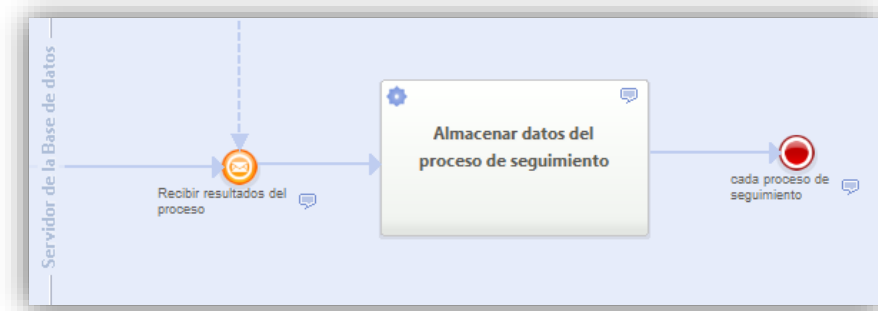 Servidor de la Base de datos
Almacenar datos del
proceso de seguimiento
Recibir resultados del
proceso
cada proceso de
seguimiento